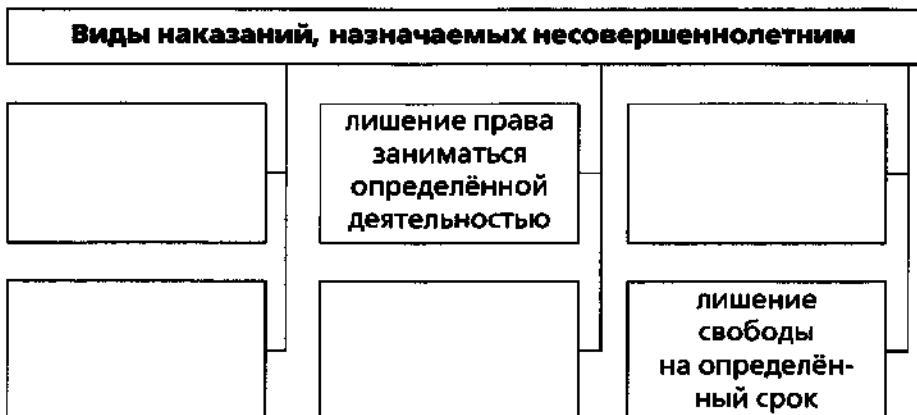 Виды наказаний, назначаемых несовершеннолетним
лишение права
заниматься
определённой
деятельностью
лишение
свободы
на определён-
ный срок